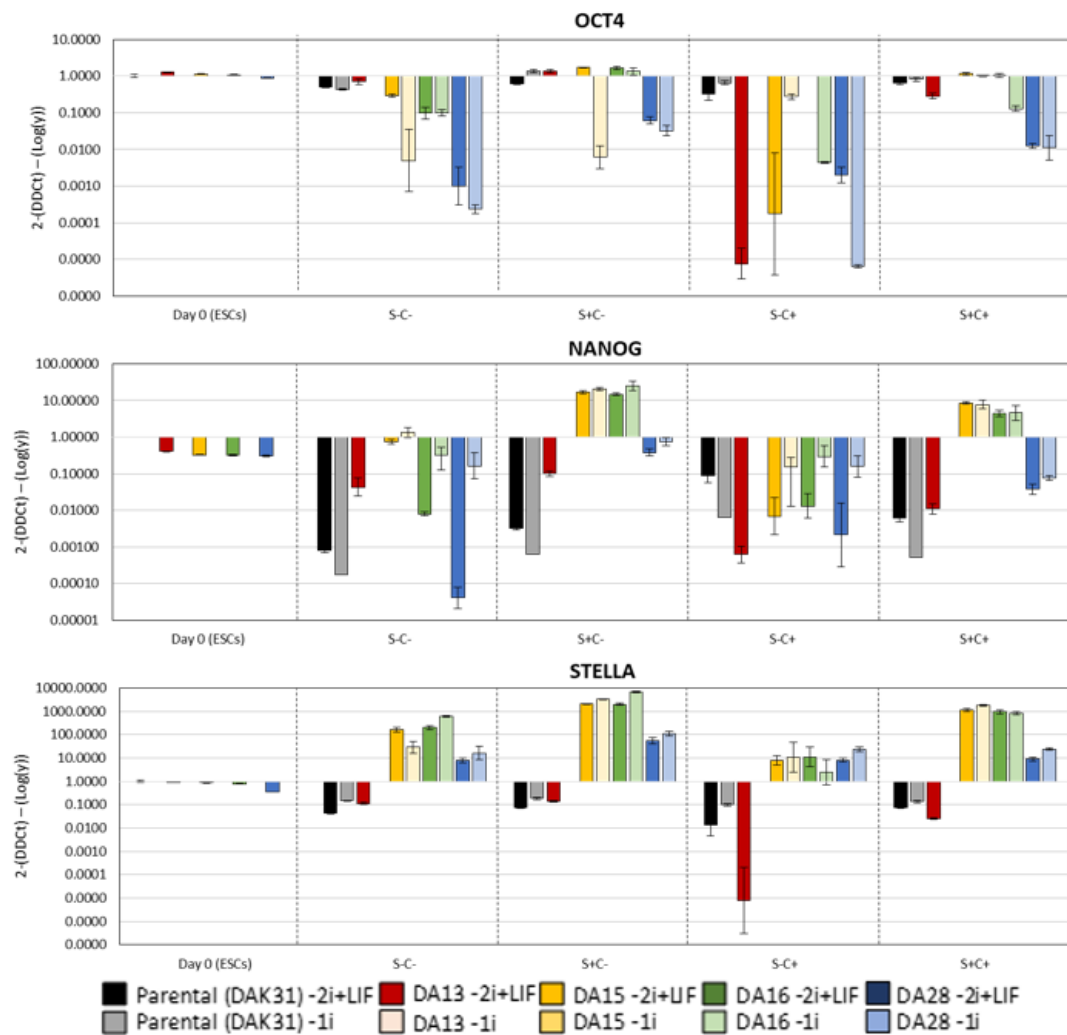 OCT4
2-(DDCt) – (Log(y))
10.0000
1.0000
0.1000
0.0100
0.0010
0.0001
0.0000
0.0000
Day 0 (ESCs) S-C- S+C- S-C+ S+C+
NANOG
2-(DDCt) – (Log(y))
100.00000
10.00000
1.00000
0.10000
0.01000
0.00100
0.00010
0.00001
Day 0 (ESCs) S-C- S+C- S-C+ S+C+
STELLA
2-(DDCt) – (Log(y))
10000.0000
1000.0000
100.0000
10.0000
1.0000
0.1000
0.0100
0.0010
0.0001
0.0000
0.0000
0.0000
Day 0 (ESCs) S-C- S+C- S-C+ S+C+
Parental (DAK31) -2i+LIF DA13 -2i+LIF DA15 -2i+LIF DA16 -2i+LIF DA28 -2i+LIF
Parental (DAK31) -1i DA13 -1i DA15 -1i DA16 -1i DA28 -1i